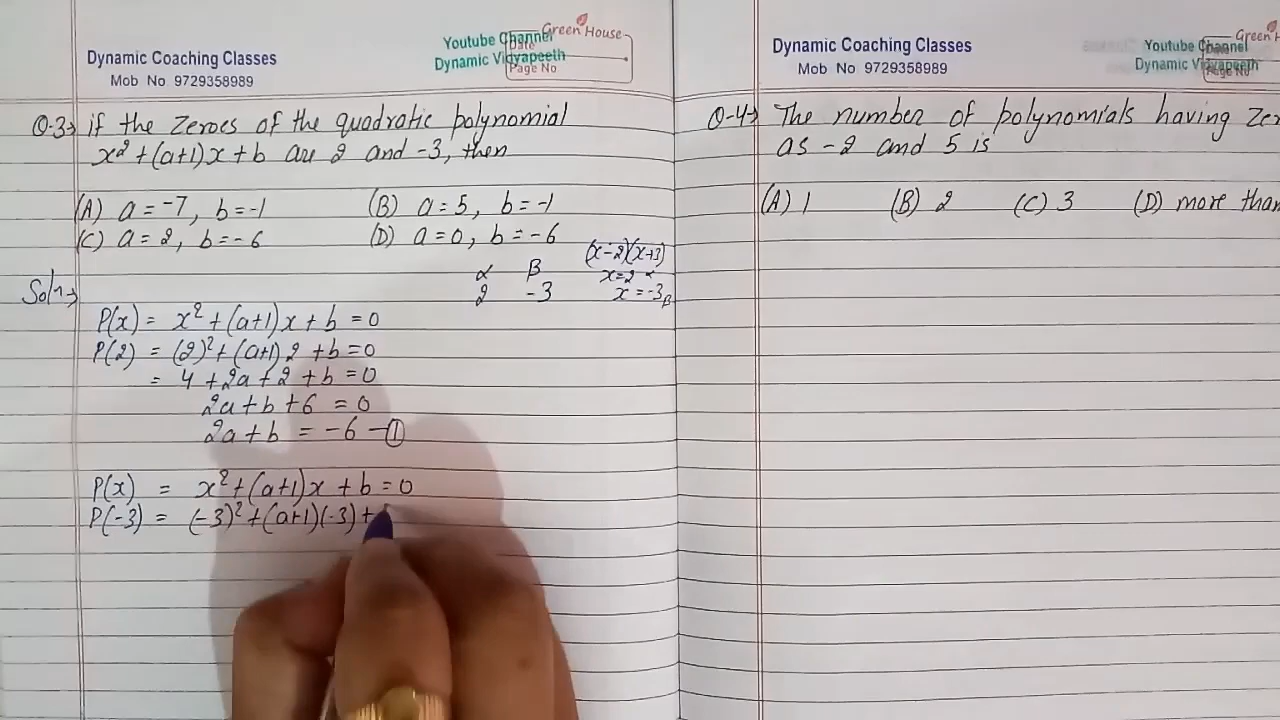 Dynamic Coaching Classes
Mob No 9729358989
Youtube Channel
Dynamic Vidyapeeth
Green House
Date
Page No
Q-3→ if the zeroes of the quadratic polynomial
x² + (a+1)x + b are 2 and -3, then
(A) a = -7, b = -1 (B) a = 5, b = -1
(C) a = 2, b = -6 (D) a = 0, b = -6
Soln→
α β
2 -3
(x-2)(x+3)
x=2 α
x = -3 β
P(x) = x² + (a+1)x + b = 0
P(2) = (2)² + (a+1)2 + b = 0
= 4 + 2a + 2 + b = 0
2a + b + 6 = 0
2a + b = -6 —①
P(x) = x² + (a+1)x + b = 0
P(-3) = (-3)² + (a+1)(-3) +
Dynamic Coaching Classes
Mob No 9729358989
Youtube Channel
Dynamic Vidyapeeth
Green H
Page No
Q-4→ The number of polynomials having zer
as -2 and 5 is
(A) 1 (B) 2 (C) 3 (D) more than